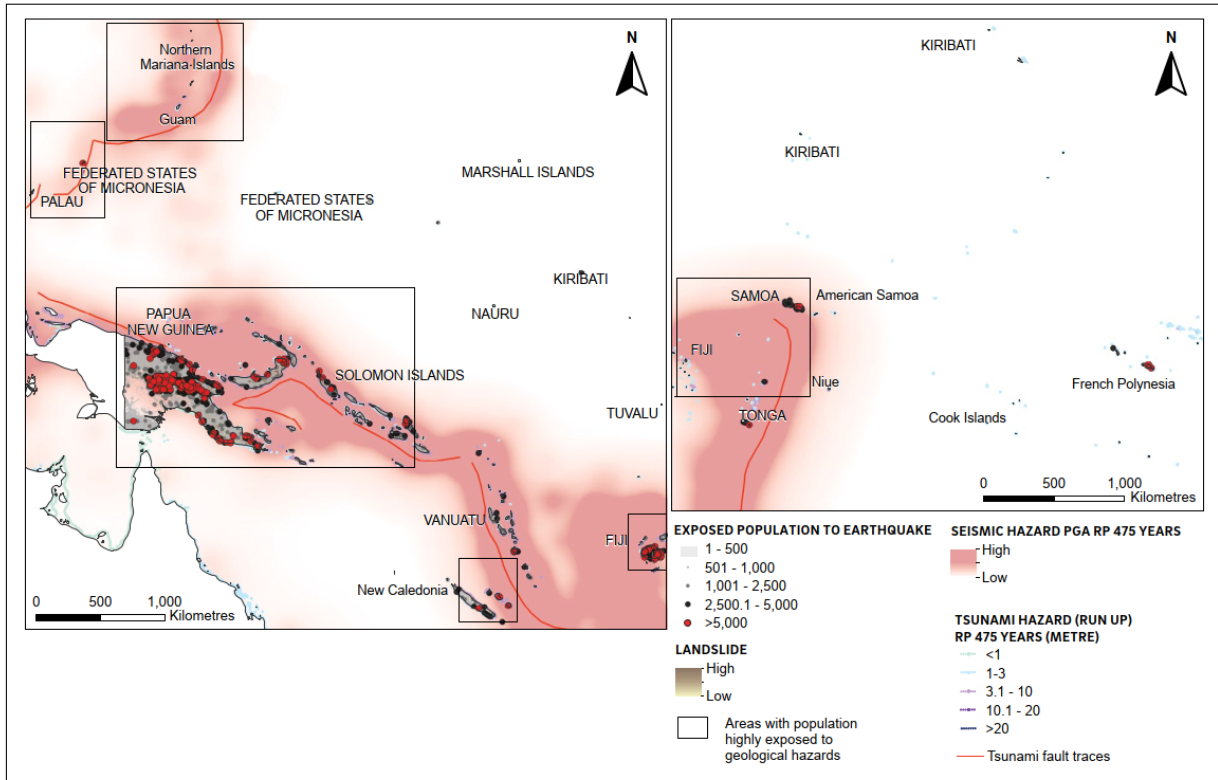 N
Northern
Mariana-Islands
Guam
FEDERATED STATES
OF MICRONESIA
PALAU
MARSHALL ISLANDS
FEDERATED STATES
OF MICRONESIA
KIRIBATI
NAURU
PAPUA
NEW GUINEA
SOLOMON ISLANDS
TUVALU
VANUATU
FIJI
New Caledonia
0 500 1,000
Kilometres
N
KIRIBATI
KIRIBATI
SAMOA
American Samoa
FIJI
Niue
TONGA
French Polynesia
Cook Islands
0 500 1,000
Kilometres
EXPOSED POPULATION TO EARTHQUAKE
1 - 500
501 - 1,000
1,001 - 2,500
2,500.1 - 5,000
>5,000
LANDSLIDE
High
Low
Areas with population
highly exposed to
geological hazards
SEISMIC HAZARD PGA RP 475 YEARS
High
Low
TSUNAMI HAZARD (RUN UP)
RP 475 YEARS (METRE)
<1
1-3
3.1 - 10
10.1 - 20
>20
Tsunami fault traces